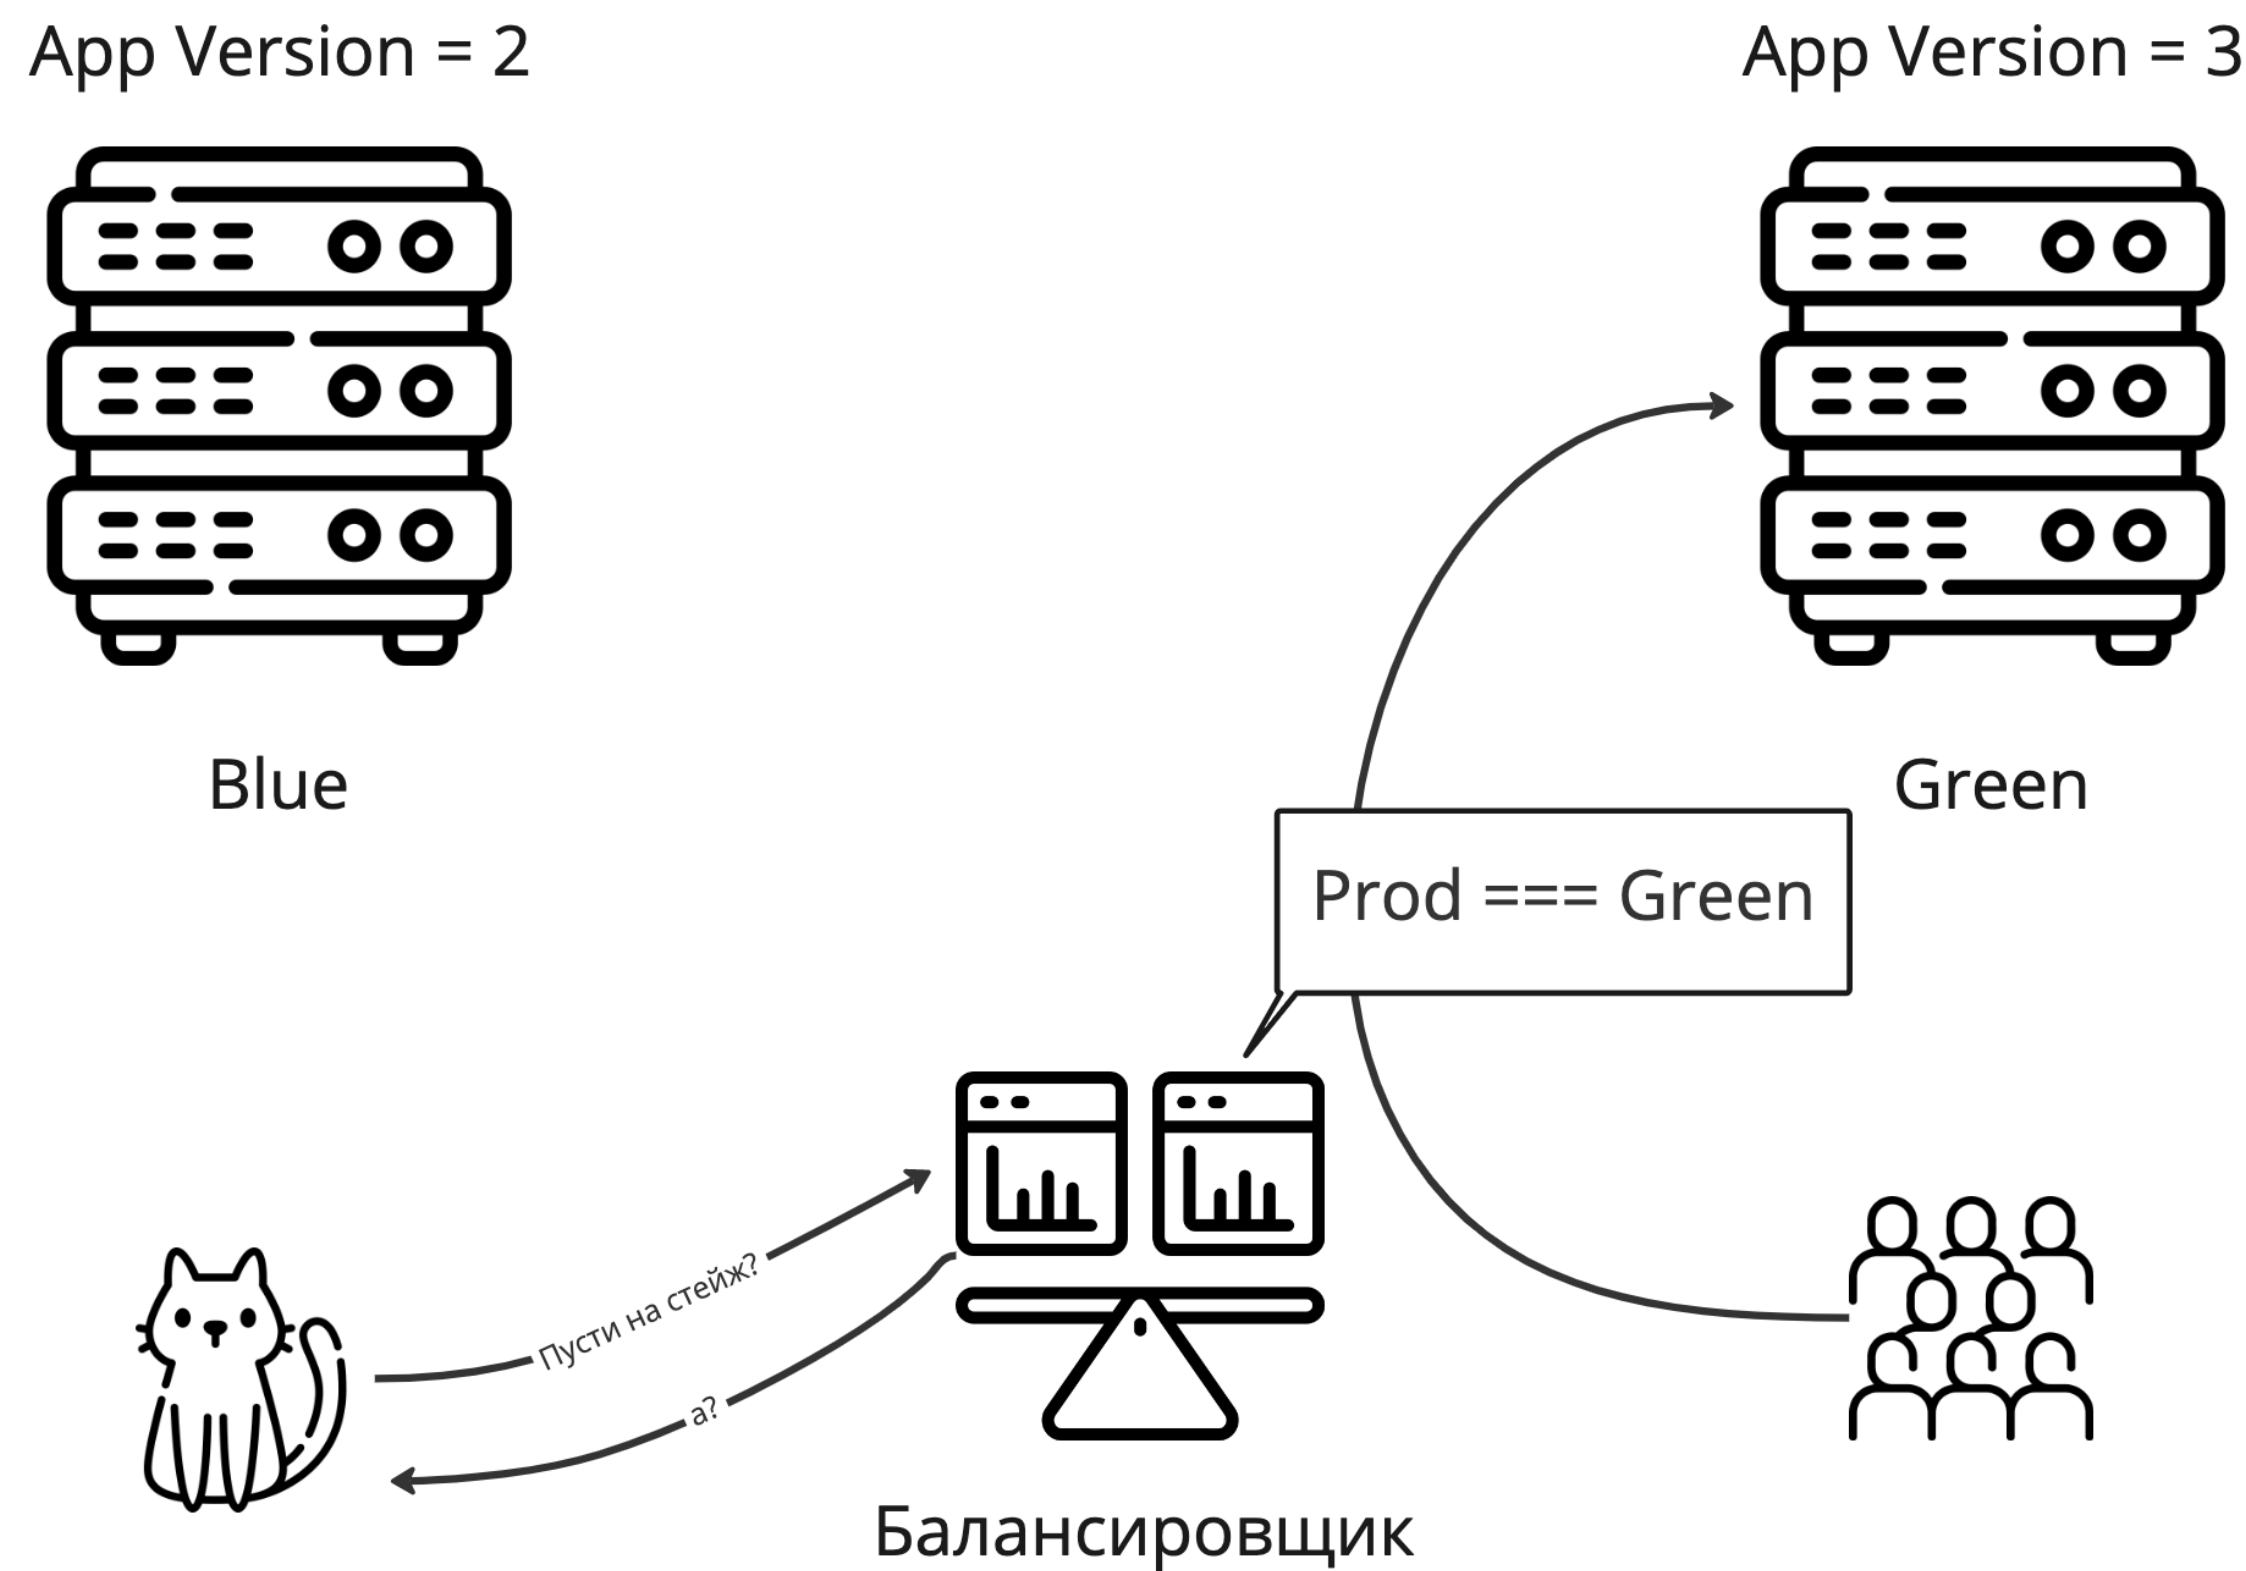 App Version = 2
App Version = 3
Blue
Green
Prod === Green
Пусти на стейж?
а?
Балансировщик